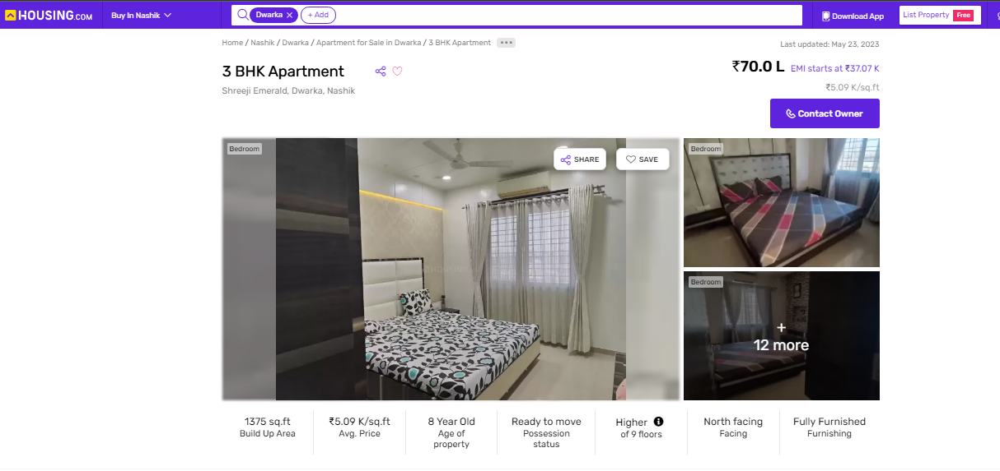 HOUSING.COM
Buy In Nashik
Dwarka ×
+ Add
Download App
List Property Free
Home / Nashik / Dwarka / Apartment for Sale in Dwarka / 3 BHK Apartment
Last updated: May 23, 2023
3 BHK Apartment
₹70.0 L EMI starts at ₹37.07 K
Shreeji Emerald, Dwarka, Nashik
₹5.09 K/sq.ft
Contact Owner
Bedroom
SHARE
SAVE
HOUSING
Bedroom
Bedroom
+
12 more
1375 sq.ft
Build Up Area
₹5.09 K/sq.ft
Avg. Price
8 Year Old
Age of
property
Ready to move
Possession
status
Higher i
of 9 floors
North facing
Facing
Fully Furnished
Furnishing